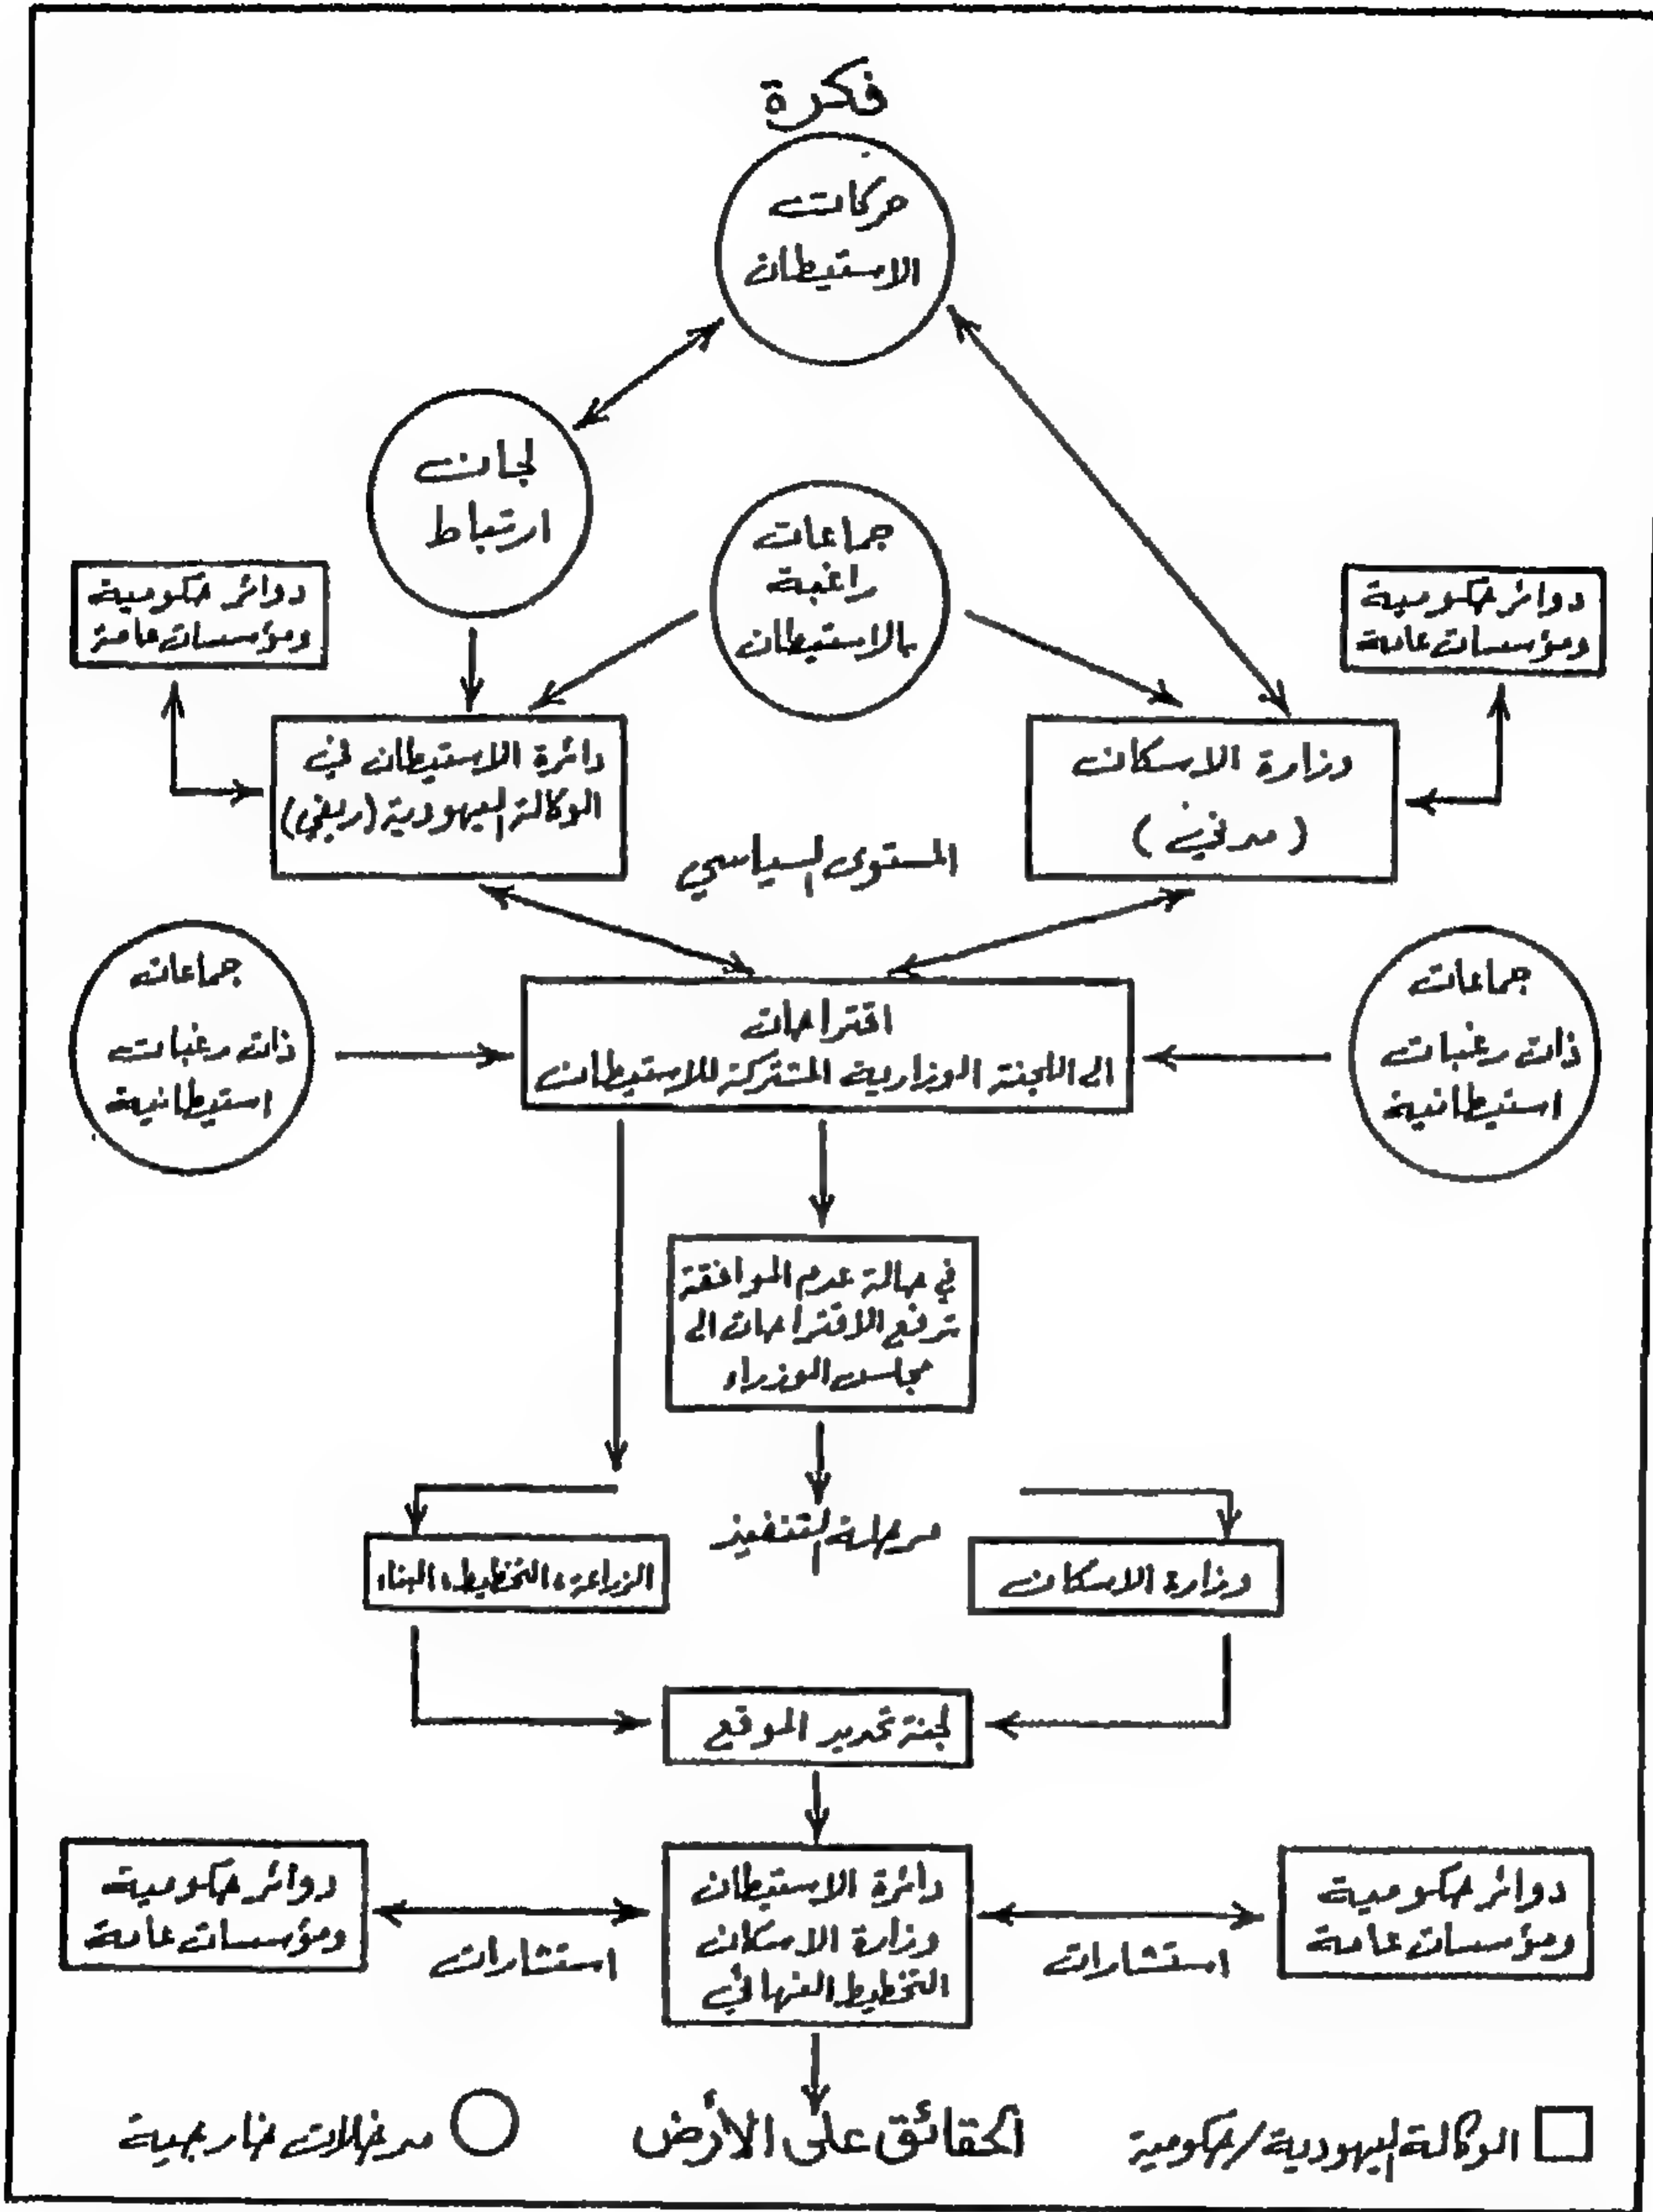 فكرة
حركات
الاستيطان
لجان
ارتباط
جماعات
راغبة
بالاستيطان
دوائر حكومية
ومؤسسات عامة
دوائر حكومية
ومؤسسات عامة
وزارة الاسكان
(مدني)
دائرة الاستيطان في
الوكالة اليهودية (ريفي)
المستوى السياسي
جماعات
ذات رغبات
استيطانية
اقتراحات
الى اللجنة الوزارية المشتركة للاستيطان
جماعات
ذات رغبات
استيطانية
في حالة عدم الموافقة
ترفع الاقتراحات الى
مجلس الوزراء
مرحلة التنفيذ
وزارة الاسكان
الزراعة، التخطيط، البناء
لجنة تحديد الموقع
دوائر حكومية
ومؤسسات عامة
استشارات
دائرة الاستيطان
وزارة الاسكان
التخطيط النهائي
استشارات
دوائر حكومية
ومؤسسات عامة
الوكالة اليهودية/حكومية
الحقائق على الأرض
مدخلات خارجية